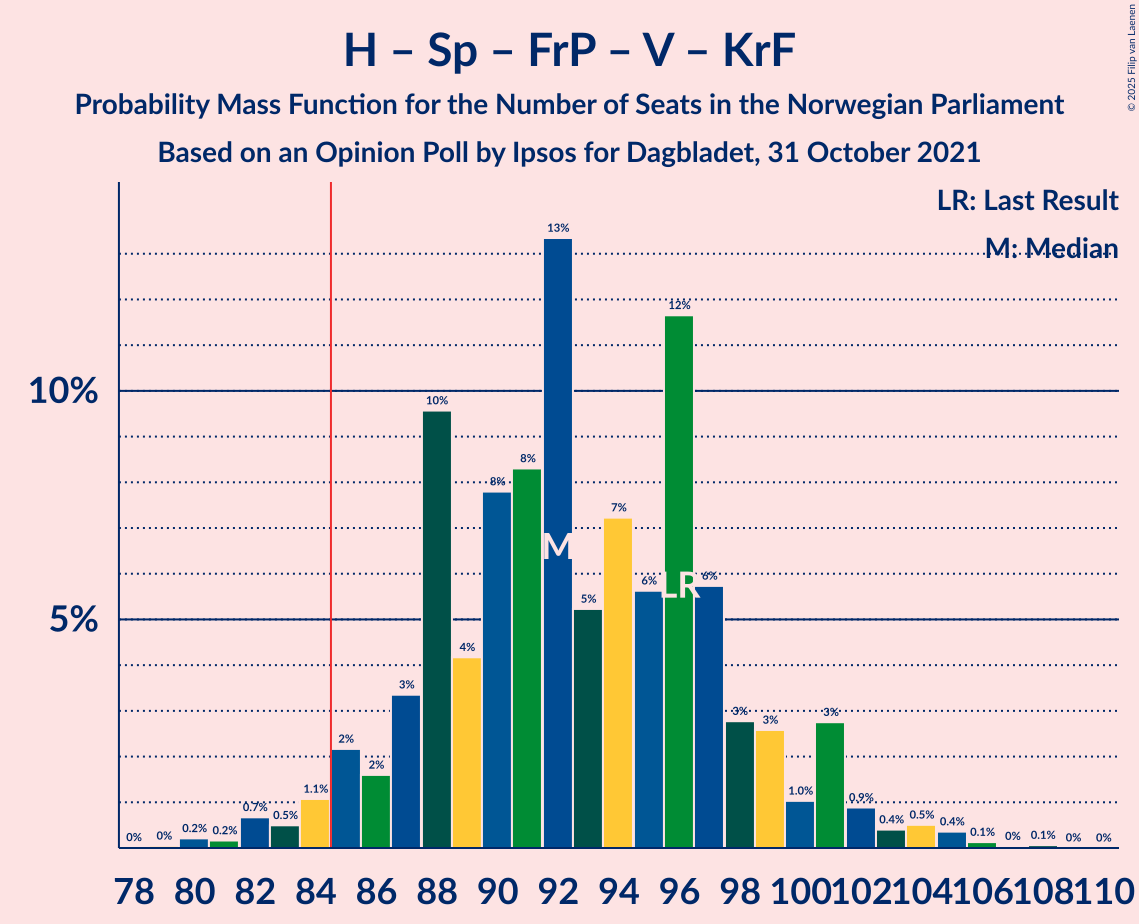 H – Sp – FrP – V – KrF
Probability Mass Function for the Number of Seats in the Norwegian Parliament
Based on an Opinion Poll by Ipsos for Dagbladet, 31 October 2021
© 2025 Filip van Laenen
LR: Last Result
M: Median
10%
5%
0% 0% 0.2% 0.2% 0.7% 0.5% 1.1% 2% 2% 3% 10% 4% 8% 8% 13% 5% 7% 6% 12% 6% 3% 3% 1.0% 3% 0.9% 0.4% 0.5% 0.4% 0.1% 0% 0.1% 0% 0%
M
LR
78 80 82 84 86 88 90 92 94 96 98 100 102 104 106 108 110